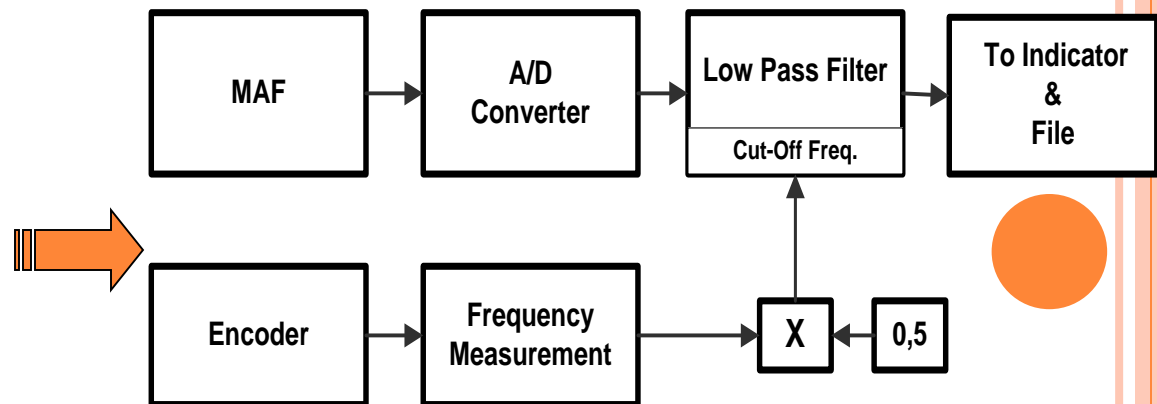 MAF
A/D
Converter
Low Pass Filter
Cut-Off Freq.
To Indicator
&
File
Encoder
Frequency
Measurement
X
0,5